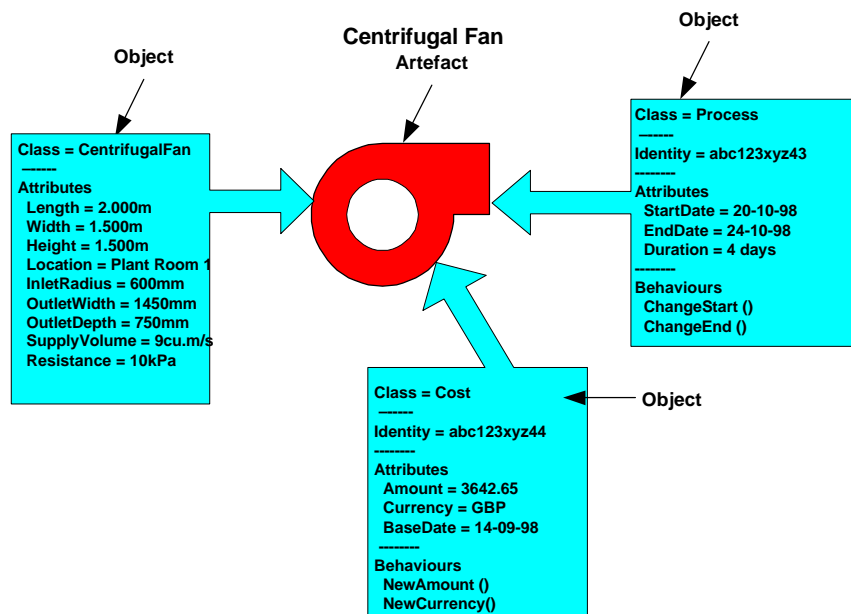 Centrifugal Fan
Artefact
Object
Class = CentrifugalFan
-------
Attributes
Length = 2.000m
Width = 1.500m
Height = 1.500m
Location = Plant Room 1
InletRadius = 600mm
OutletWidth = 1450mm
OutletDepth = 750mm
SupplyVolume = 9cu.m/s
Resistance = 10kPa
Object
Class = Process
-------
Identity = abc123xyz43
--------
Attributes
StartDate = 20-10-98
EndDate = 24-10-98
Duration = 4 days
--------
Behaviours
ChangeStart ()
ChangeEnd ()
Object
Class = Cost
-------
Identity = abc123xyz44
--------
Attributes
Amount = 3642.65
Currency = GBP
BaseDate = 14-09-98
--------
Behaviours
NewAmount ()
NewCurrency()